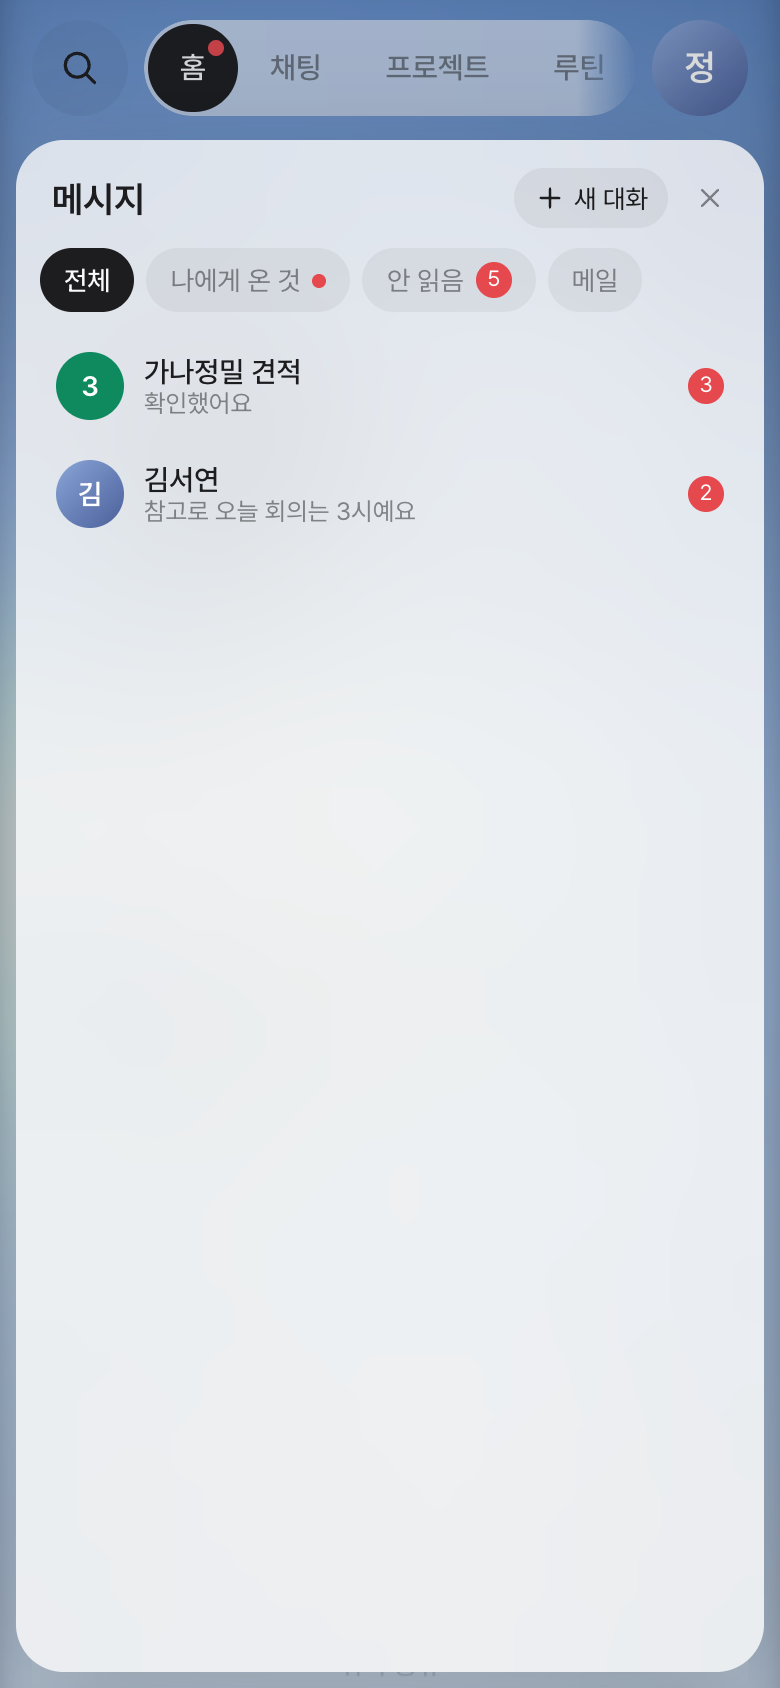 홈 채팅 프로젝트 루틴 정
메시지 + 새 대화
전체 나에게 온 것 안 읽음 5 메일
3 가나정밀 견적 3
확인했어요
김 김서연 2
참고로 오늘 회의는 3시예요